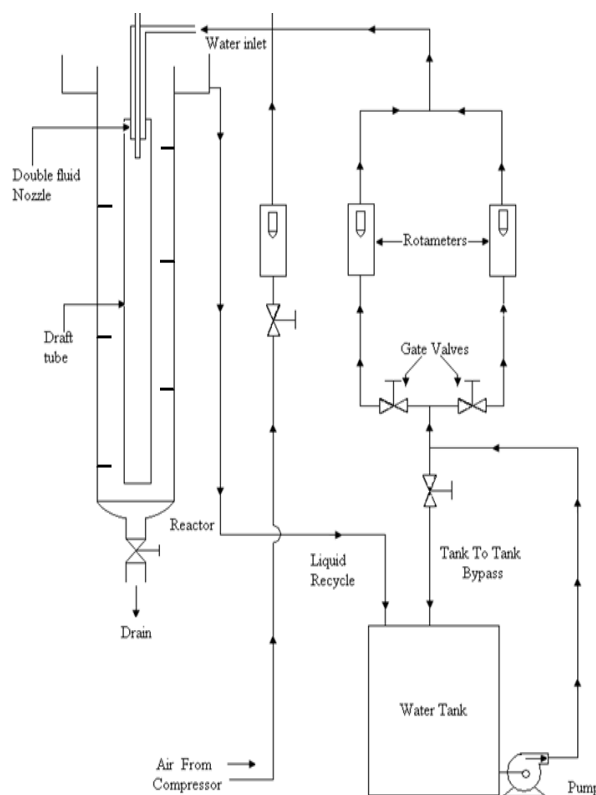 Water inlet
Double fluid
Nozzle
Rotameters
Draft
tube
Gate Valves
Reactor
Liquid
Recycle
Tank To Tank
Bypass
Drain
Water Tank
Air From
Compressor
Pump